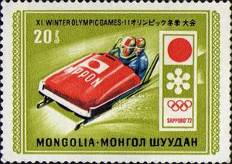 XI WINTER OLYMPIC GAMES·11オリンピック冬季大会
20 ₮
NIPPON
SAPPORO'72
MONGOLIA-МОНГОЛ ШУУДАН